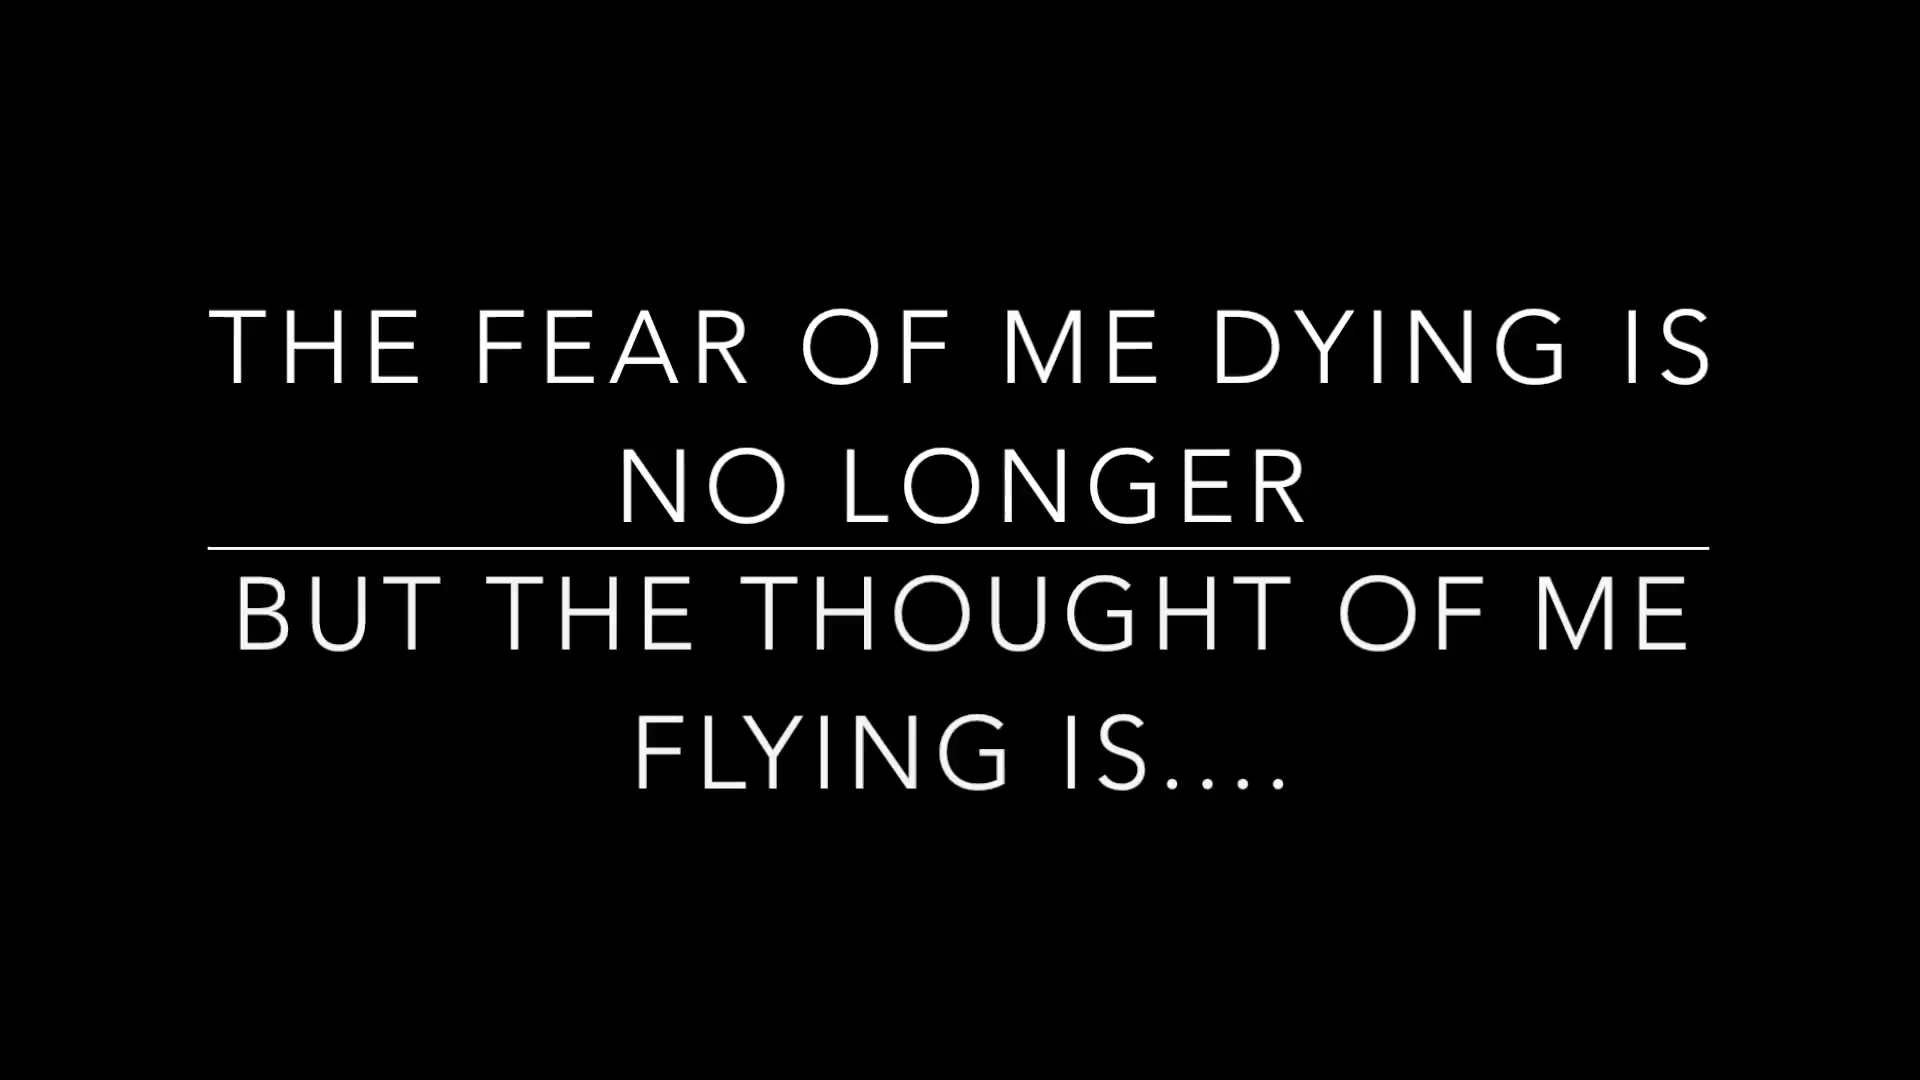 THE FEAR OF ME DYING IS
NO LONGER
BUT THE THOUGHT OF ME
FLYING IS....